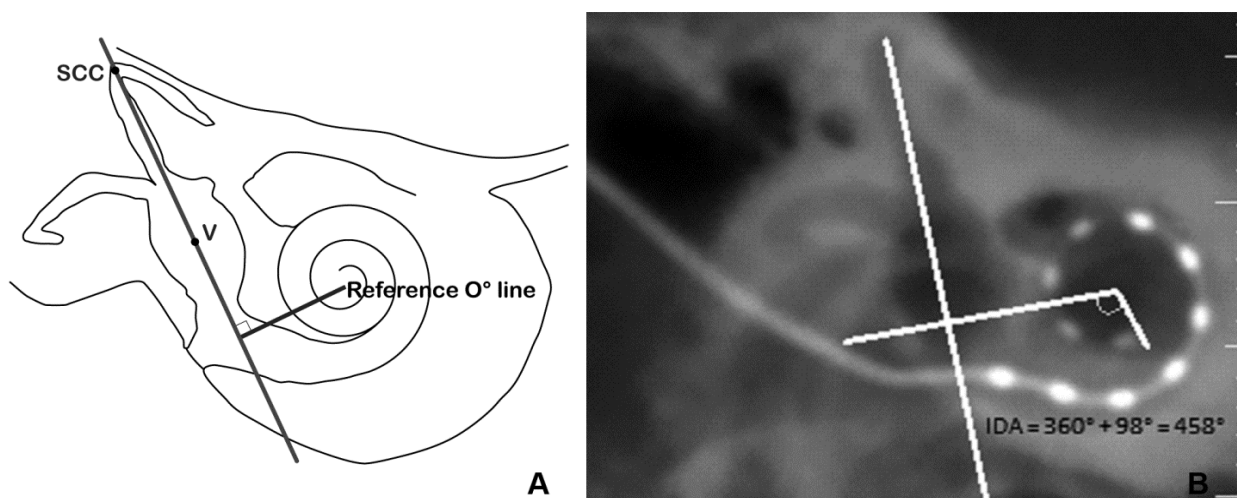 SCC
V
Reference O° line
A
IDA = 360° + 98° = 458°
B